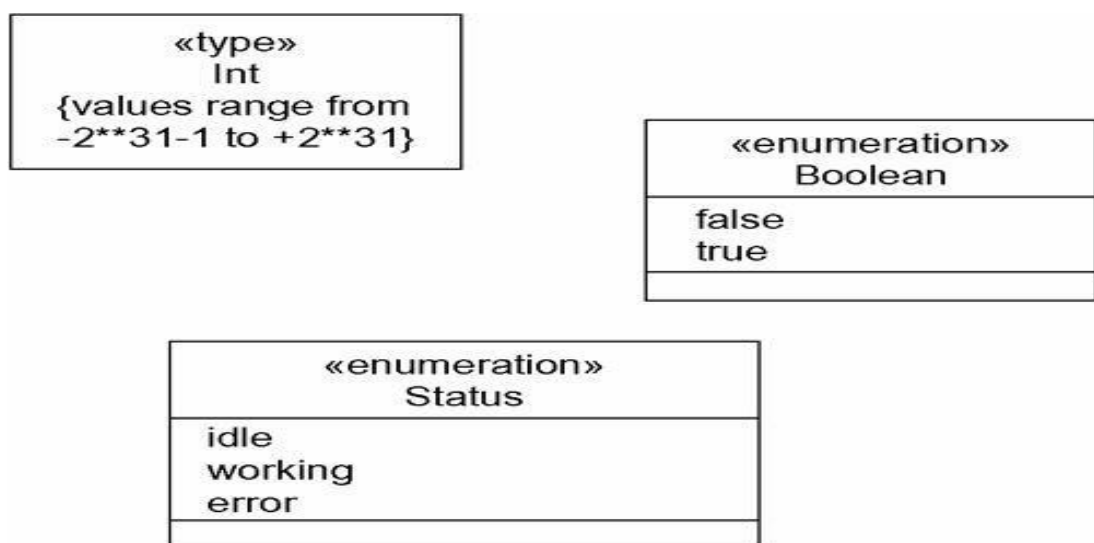 «type»
Int
{values range from
-2**31-1 to +2**31}
«enumeration»
Boolean
false
true
«enumeration»
Status
idle
working
error